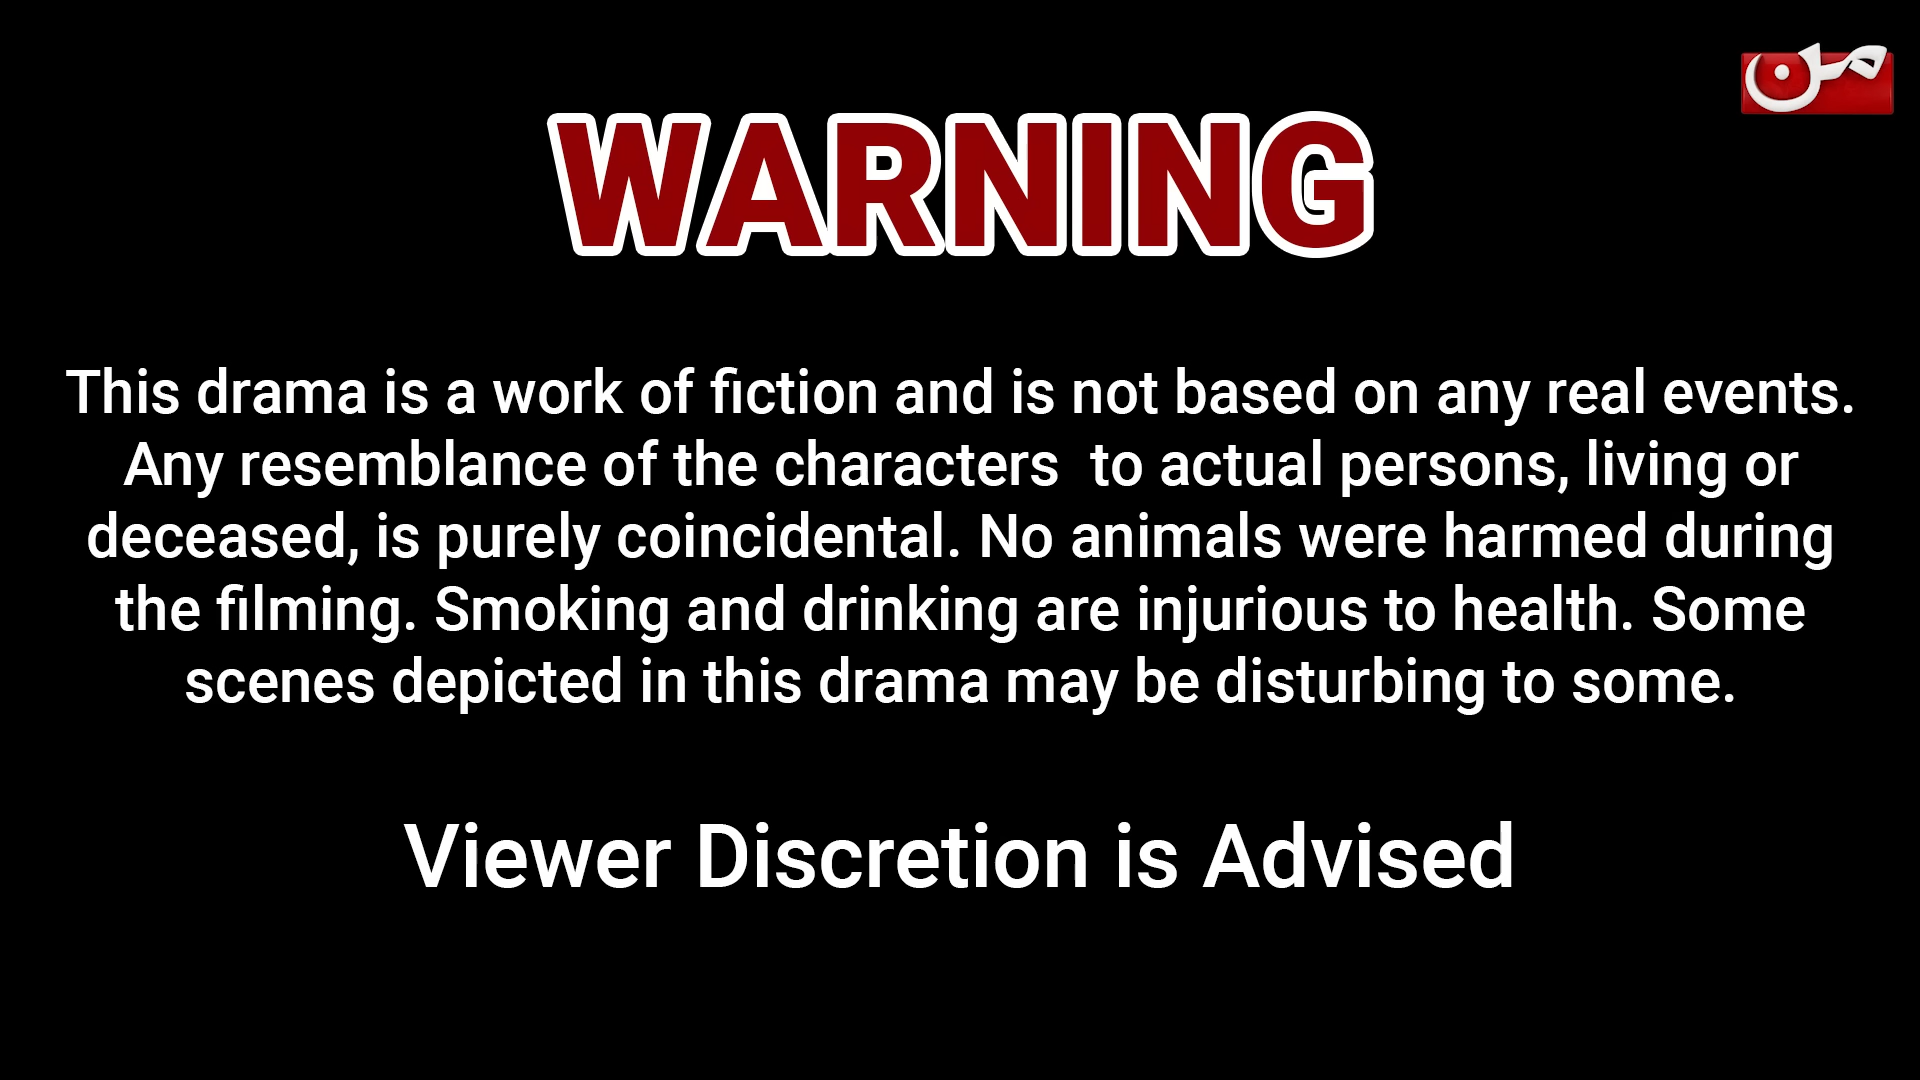 من
WARNING
This drama is a work of fiction and is not based on any real events.
Any resemblance of the characters  to actual persons, living or
deceased, is purely coincidental. No animals were harmed during
the filming. Smoking and drinking are injurious to health. Some
scenes depicted in this drama may be disturbing to some.
Viewer Discretion is Advised